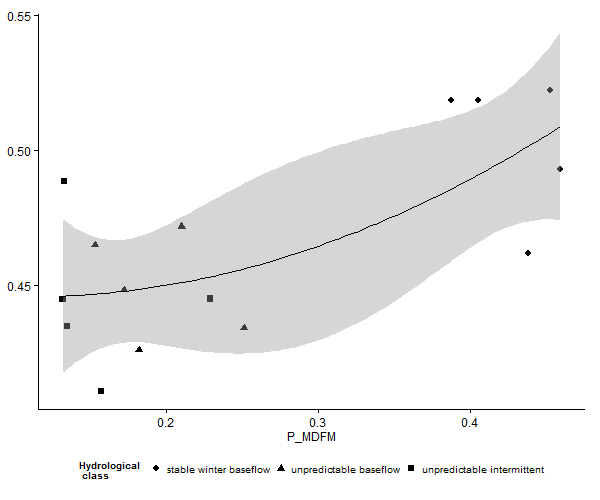 0.55
0.50
0.45
0.2 0.3 0.4
P_MDFM
Hydrological class stable winter baseflow unpredictable baseflow unpredictable intermittent